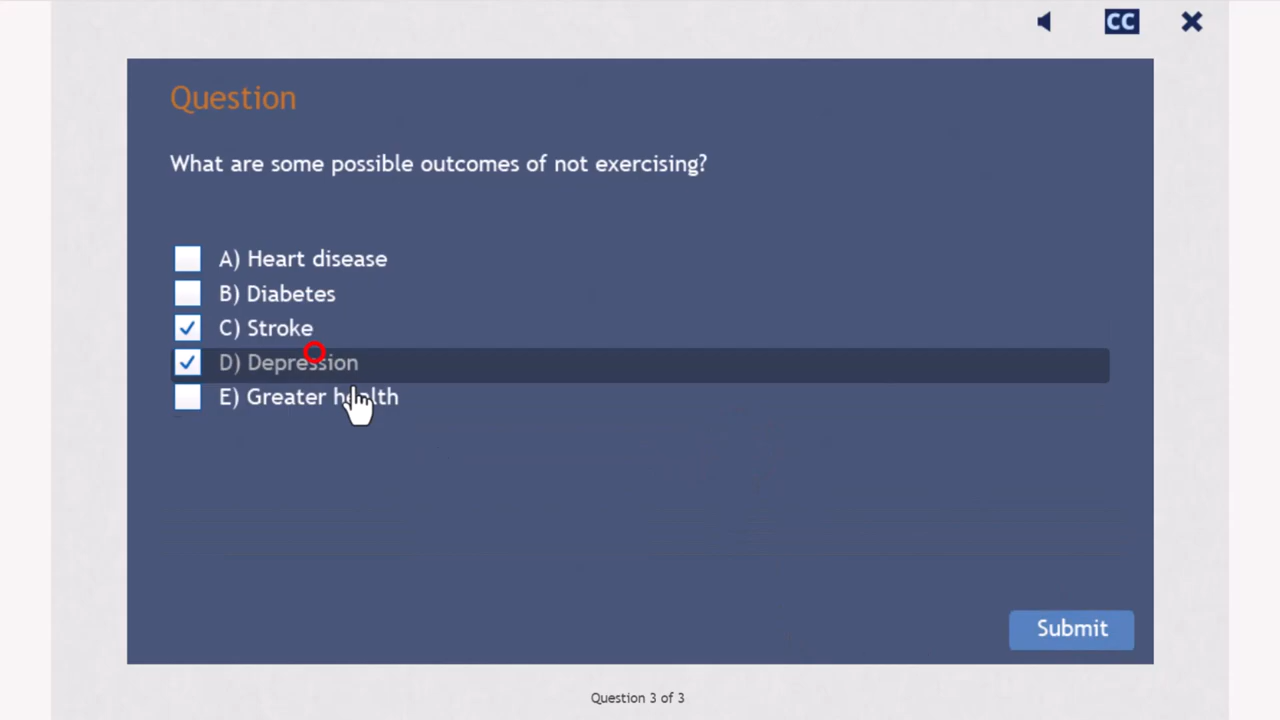 CC
Question
What are some possible outcomes of not exercising?
A) Heart disease
B) Diabetes
C) Stroke
D) Depression
E) Greater health
Submit
Question 3 of 3